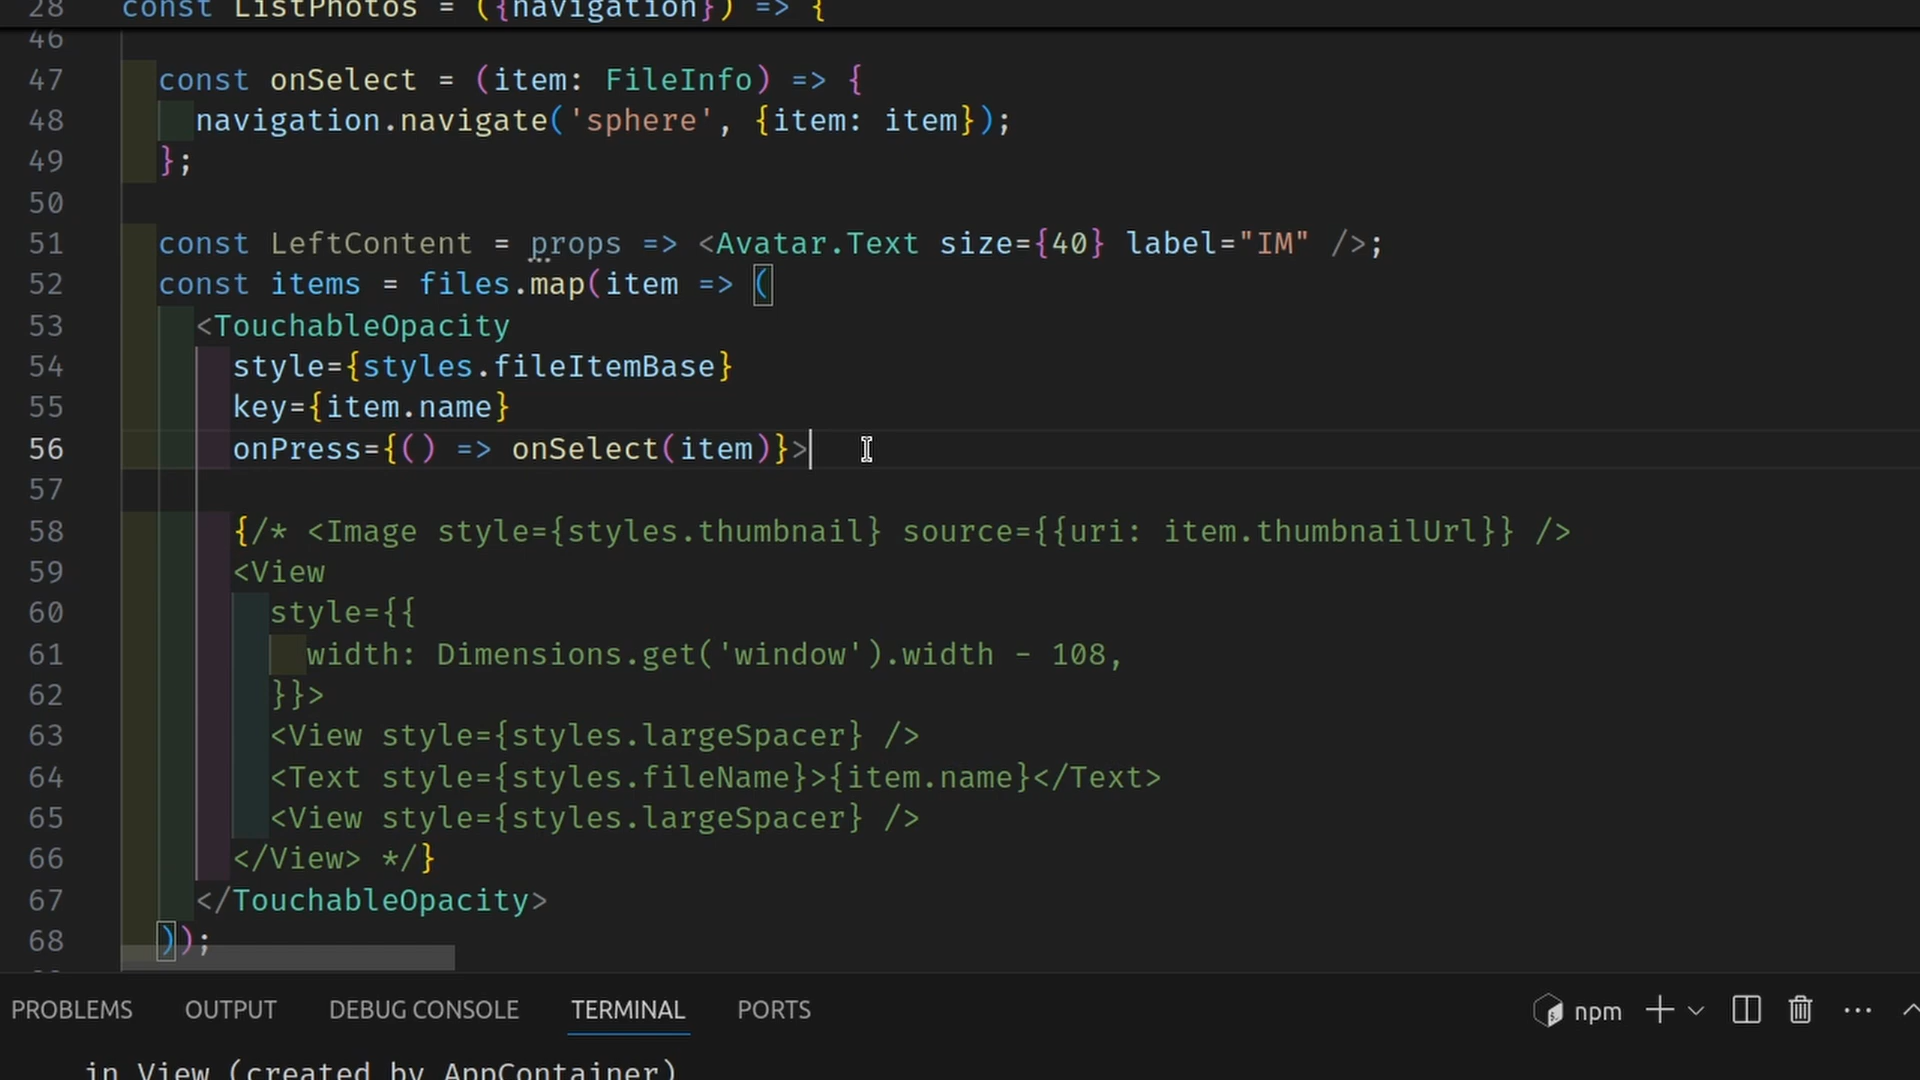 28 const ListPhotos = ({navigation}) => {
46
47 const onSelect = (item: FileInfo) => {
48 navigation.navigate('sphere', {item: item});
49 };
50
51 const LeftContent = props => <Avatar.Text size={40} label="IM" />;
52 const items = files.map(item => (
53 <TouchableOpacity
54 style={styles.fileItemBase}
55 key={item.name}
56 onPress={() => onSelect(item)}>
57
58 {/* <Image style={styles.thumbnail} source={{uri: item.thumbnailUrl}} />
59 <View
60 style={{
61 width: Dimensions.get('window').width - 108,
62 }}>
63 <View style={styles.largeSpacer} />
64 <Text style={styles.fileName}>{item.name}</Text>
65 <View style={styles.largeSpacer} />
66 </View> */}
67 </TouchableOpacity>
68 ));
PROBLEMS OUTPUT DEBUG CONSOLE TERMINAL PORTS npm
in View (created by AppContainer)